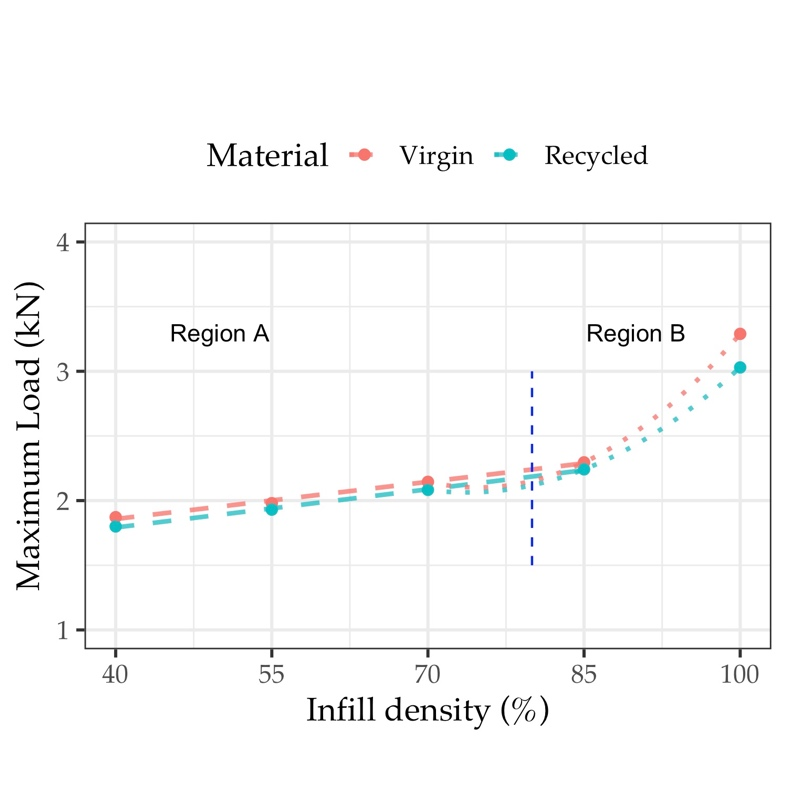 Material Virgin Recycled
4
Region A Region B
3
2
1
40 55 70 85 100
Infill density (%)
Maximum Load (kN)